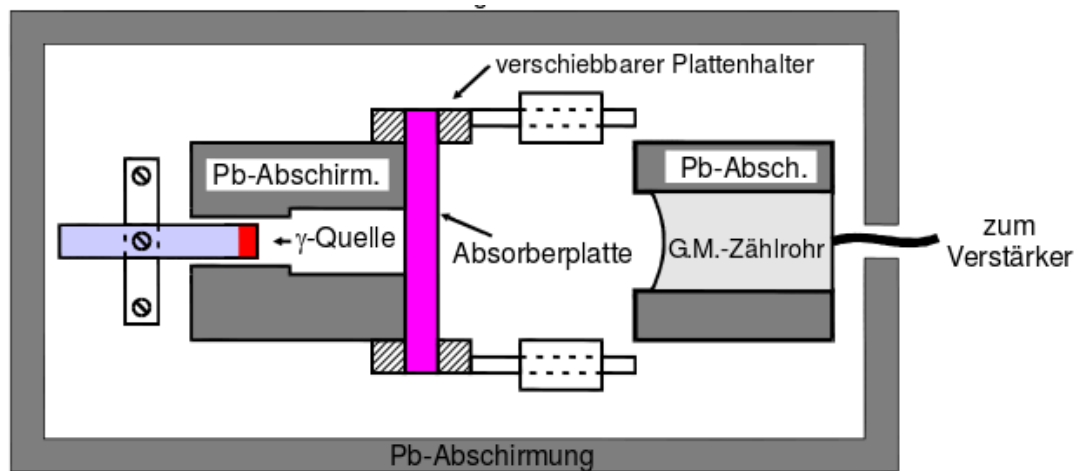 verschiebbarer Plattenhalter
Pb-Abschirm.
Pb-Absch.
γ-Quelle
Absorberplatte
G.M.-Zählrohr
zum
Verstärker
Pb-Abschirmung